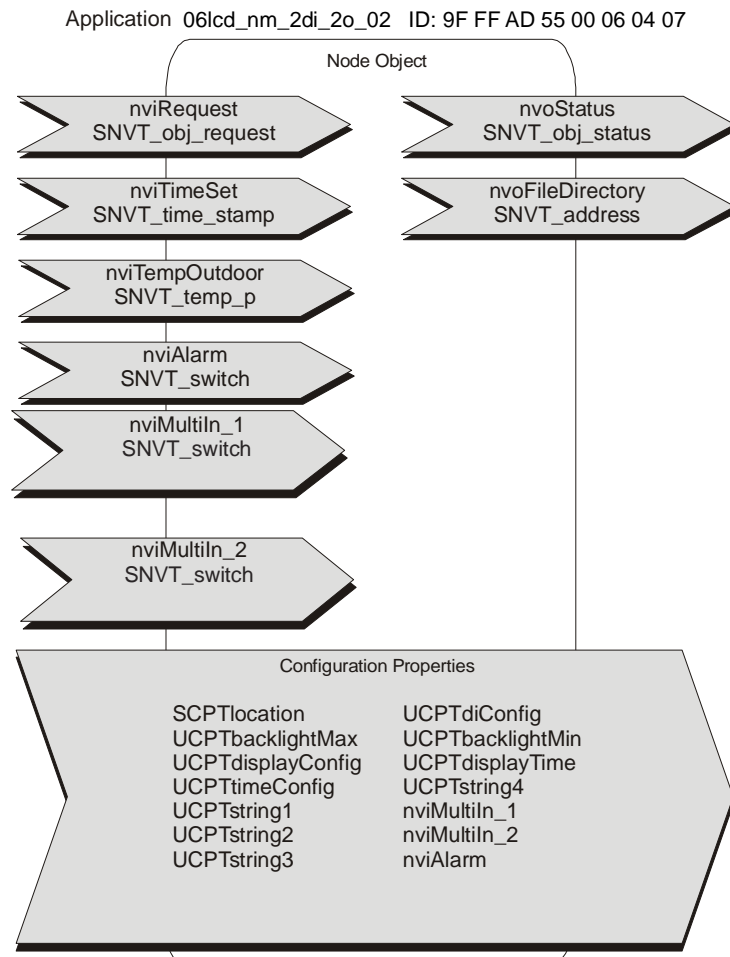 Application 06lcd_nm_2di_2o_02 ID: 9F FF AD 55 00 06 04 07
Node Object
nviRequest
SNVT_obj_request
nvoStatus
SNVT_obj_status
nviTimeSet
SNVT_time_stamp
nvoFileDirectory
SNVT_address
nviTempOutdoor
SNVT_temp_p
nviAlarm
SNVT_switch
nviMultiIn_1
SNVT_switch
nviMultiIn_2
SNVT_switch
Configuration Properties
SCPTlocation
UCPTbacklightMax
UCPTdisplayConfig
UCPTtimeConfig
UCPTstring1
UCPTstring2
UCPTstring3
UCPTdiConfig
UCPTbacklightMin
UCPTdisplayTime
UCPTstring4
nviMultiIn_1
nviMultiIn_2
nviAlarm